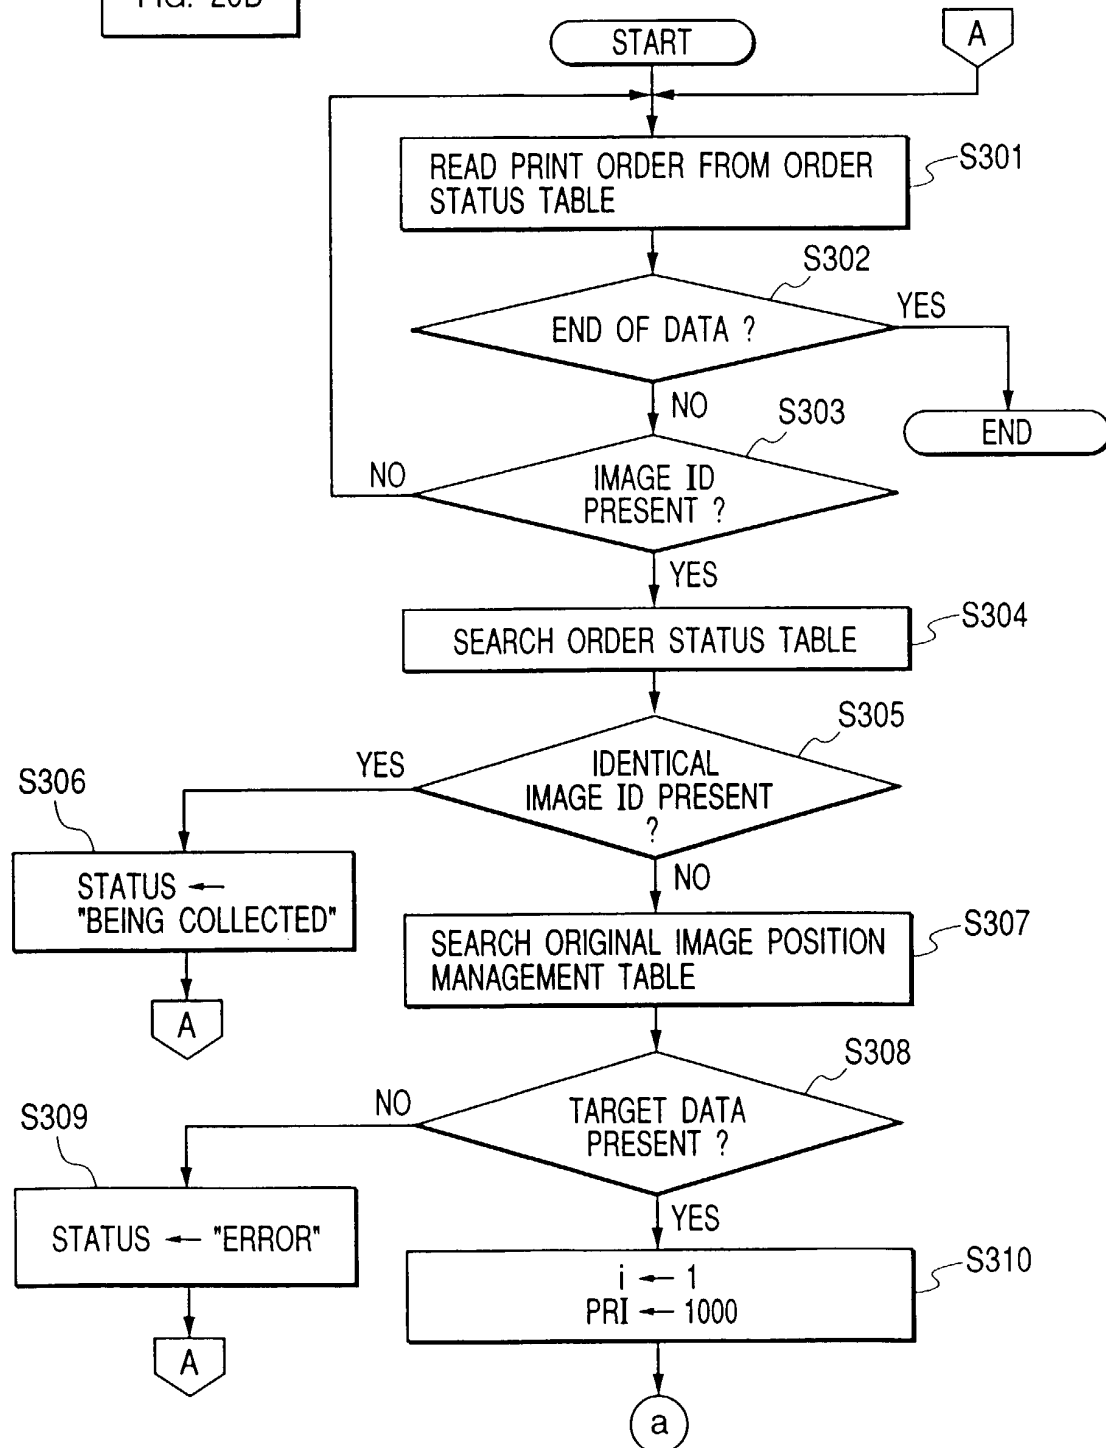 FIG. 20B
START
A
READ PRINT ORDER FROM ORDER
STATUS TABLE
S301
S302
END OF DATA ?
YES
NO
END
S303
IMAGE ID
PRESENT ?
NO
YES
SEARCH ORDER STATUS TABLE
S304
S305
IDENTICAL
IMAGE ID PRESENT
?
YES
NO
S306
STATUS ←
"BEING COLLECTED"
A
SEARCH ORIGINAL IMAGE POSITION
MANAGEMENT TABLE
S307
S308
TARGET DATA
PRESENT ?
NO
YES
S309
STATUS ← "ERROR"
A
i ← 1
PRI ← 1000
S310
a